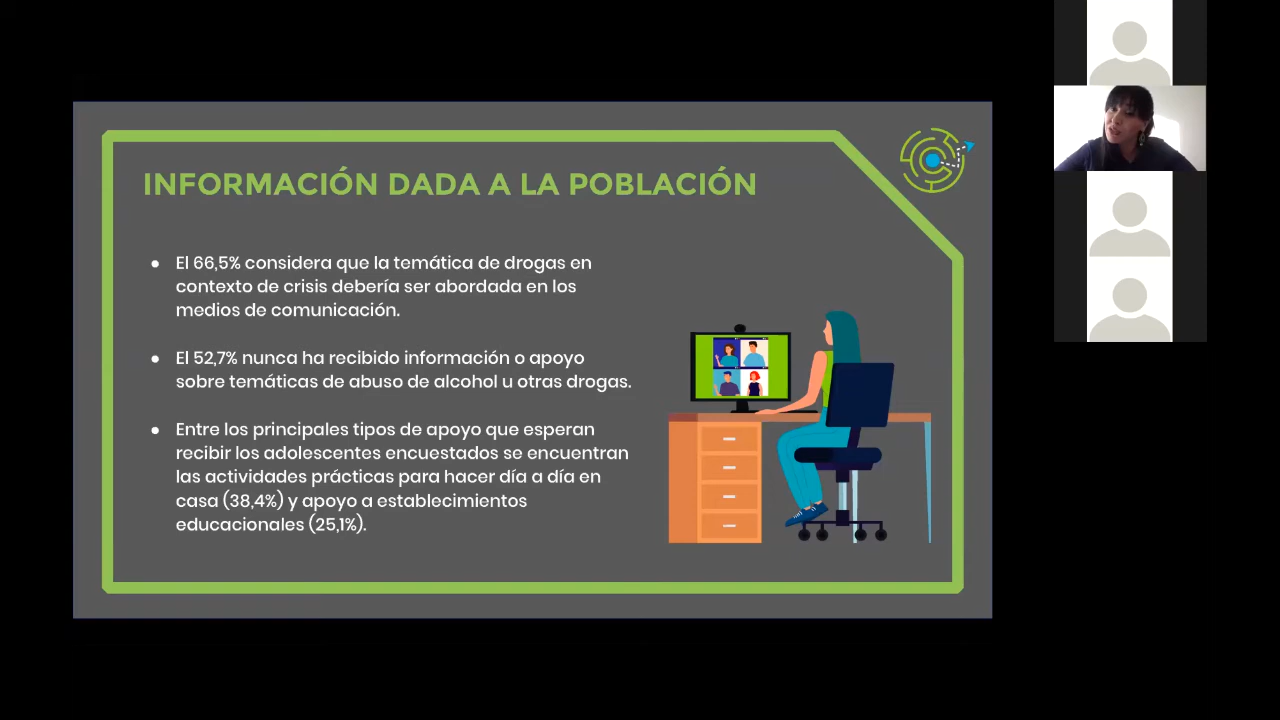 INFORMACIÓN DADA A LA POBLACIÓN
● El 66,5% considera que la temática de drogas en
contexto de crisis debería ser abordada en los
medios de comunicación.
● El 52,7% nunca ha recibido información o apoyo
sobre temáticas de abuso de alcohol u otras drogas.
● Entre los principales tipos de apoyo que esperan
recibir los adolescentes encuestados se encuentran
las actividades prácticas para hacer día a día en
casa (38,4%) y apoyo a establecimientos
educacionales (25,1%).